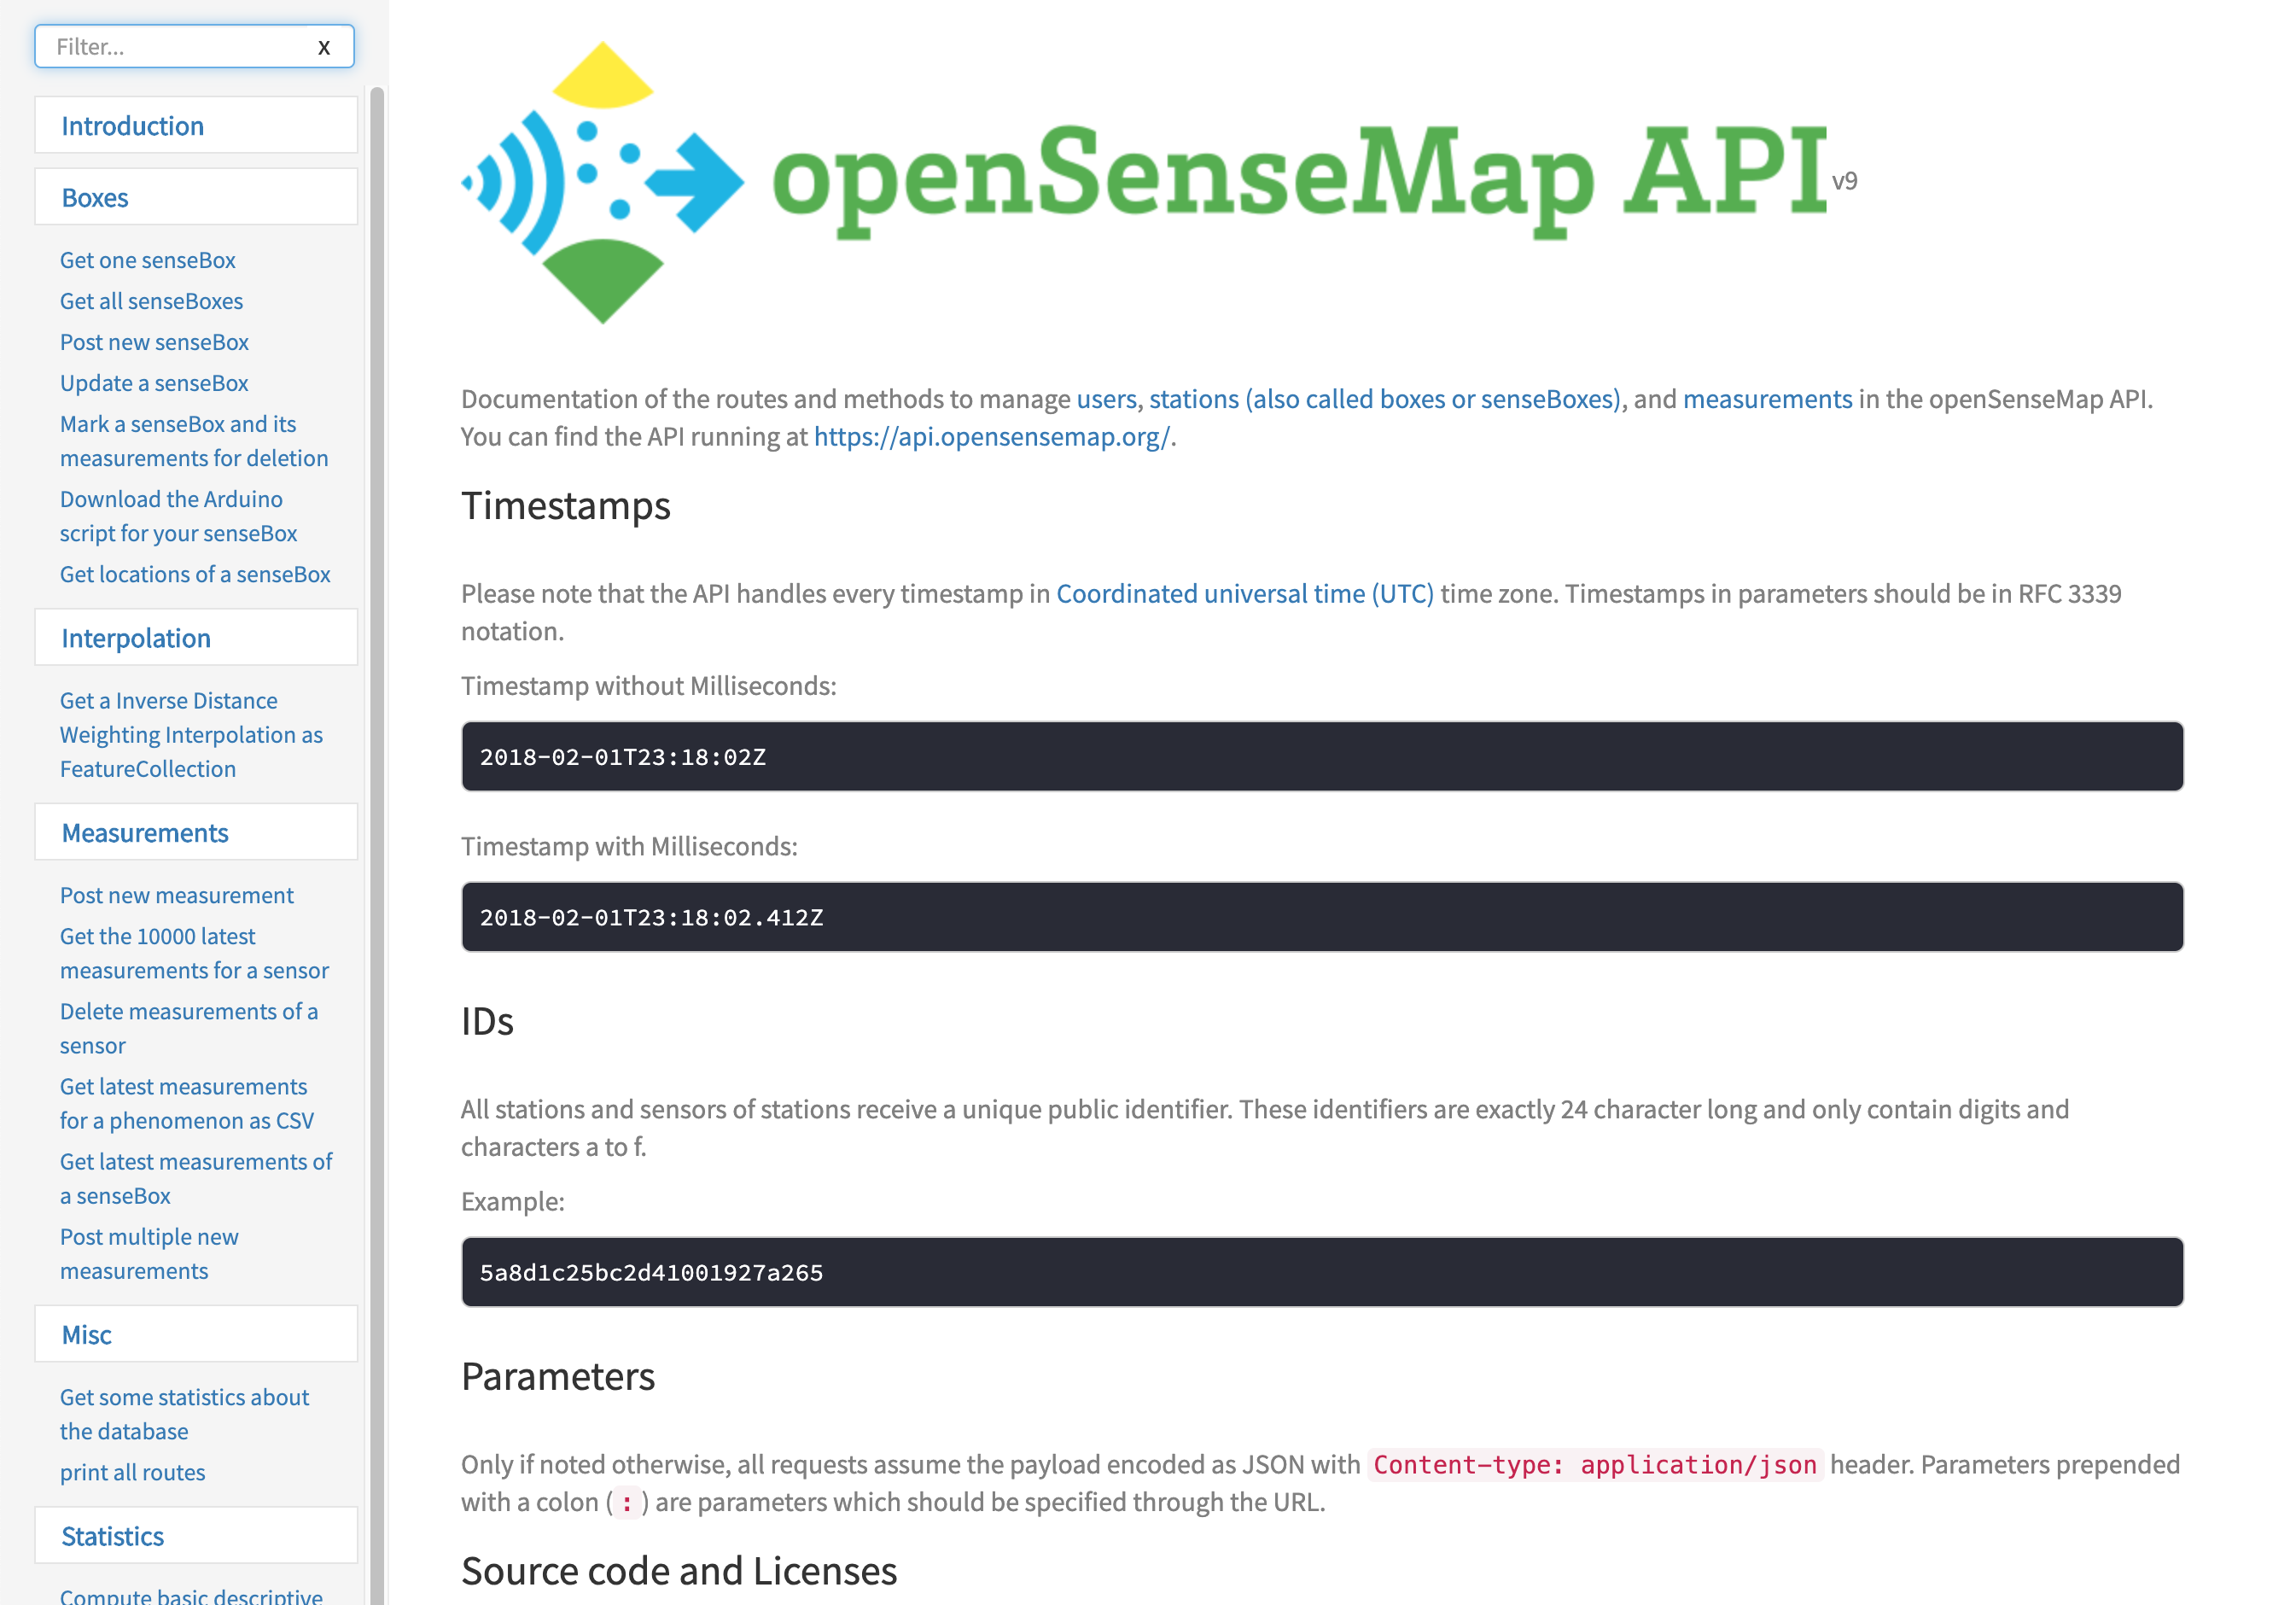 Filter...
x
Introduction
Boxes
Get one senseBox
Get all senseBoxes
Post new senseBox
Update a senseBox
Mark a senseBox and its
measurements for deletion
Download the Arduino
script for your senseBox
Get locations of a senseBox
Interpolation
Get a Inverse Distance
Weighting Interpolation as
FeatureCollection
Measurements
Post new measurement
Get the 10000 latest
measurements for a sensor
Delete measurements of a
sensor
Get latest measurements
for a phenomenon as CSV
Get latest measurements of
a senseBox
Post multiple new
measurements
Misc
Get some statistics about
the database
print all routes
Statistics
Compute basic descriptive
openSenseMap API v9
Documentation of the routes and methods to manage users, stations (also called boxes or senseBoxes), and measurements in the openSenseMap API.
You can find the API running at https://api.opensensemap.org/.
Timestamps
Please note that the API handles every timestamp in Coordinated universal time (UTC) time zone. Timestamps in parameters should be in RFC 3339
notation.
Timestamp without Milliseconds:
2018-02-01T23:18:02Z
Timestamp with Milliseconds:
2018-02-01T23:18:02.412Z
IDs
All stations and sensors of stations receive a unique public identifier. These identifiers are exactly 24 character long and only contain digits and
characters a to f.
Example:
5a8d1c25bc2d41001927a265
Parameters
Only if noted otherwise, all requests assume the payload encoded as JSON with Content-type: application/json header. Parameters prepended
with a colon (:) are parameters which should be specified through the URL.
Source code and Licenses